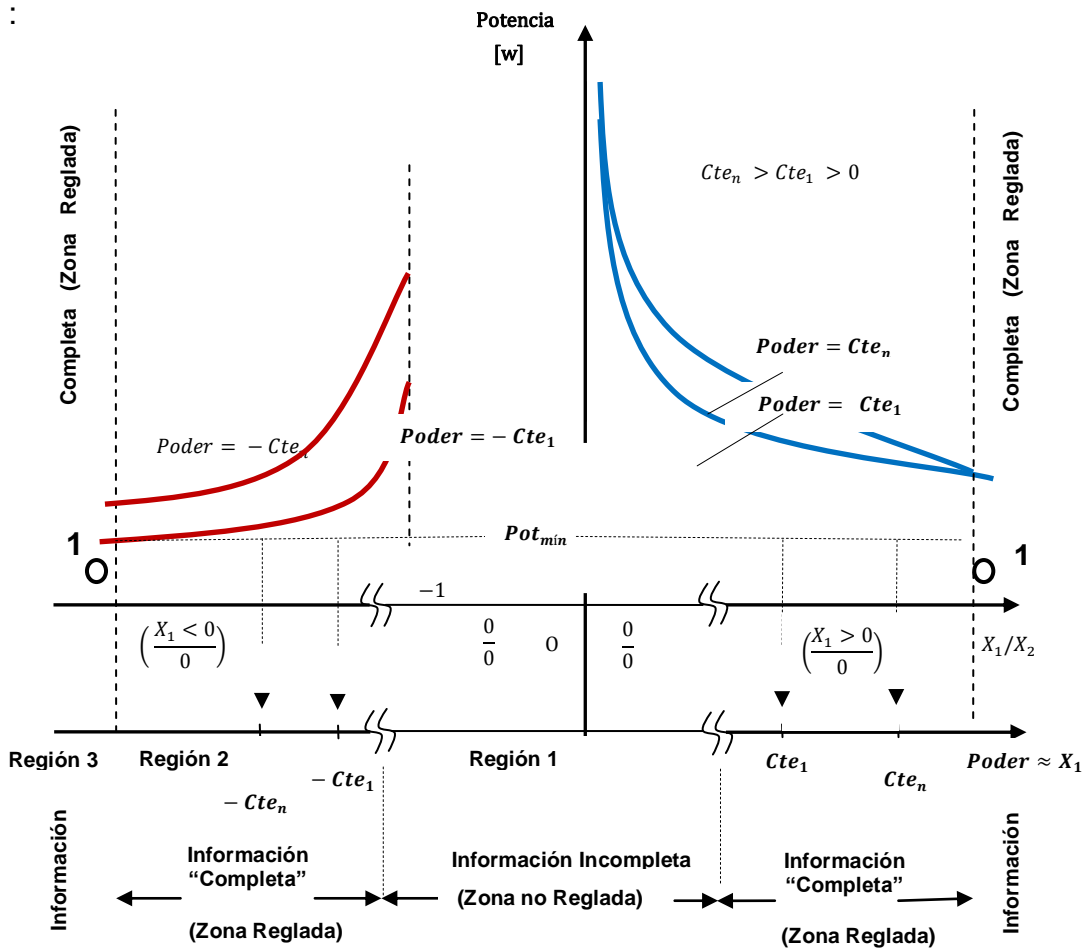 :
Potencia
[w]
Completa (Zona Reglada)
Completa (Zona Reglada)
Cte_n > Cte_1 > 0
Poder = Cte_n
Poder = Cte_1
Poder = − Cte_n
Poder = − Cte_1
1
Pot_mín
1
O
O
−1
(X_1 < 0 / 0)
0/0
O
0/0
(X_1 > 0 / 0)
X_1/X_2
Región 3
Región 2
Región 1
Cte_1
Cte_n
Poder ≈ X_1
− Cte_1
− Cte_n
Información
Información
“Completa”
(Zona Reglada)
Información Incompleta
(Zona no Reglada)
Información
“Completa”
(Zona Reglada)
Información